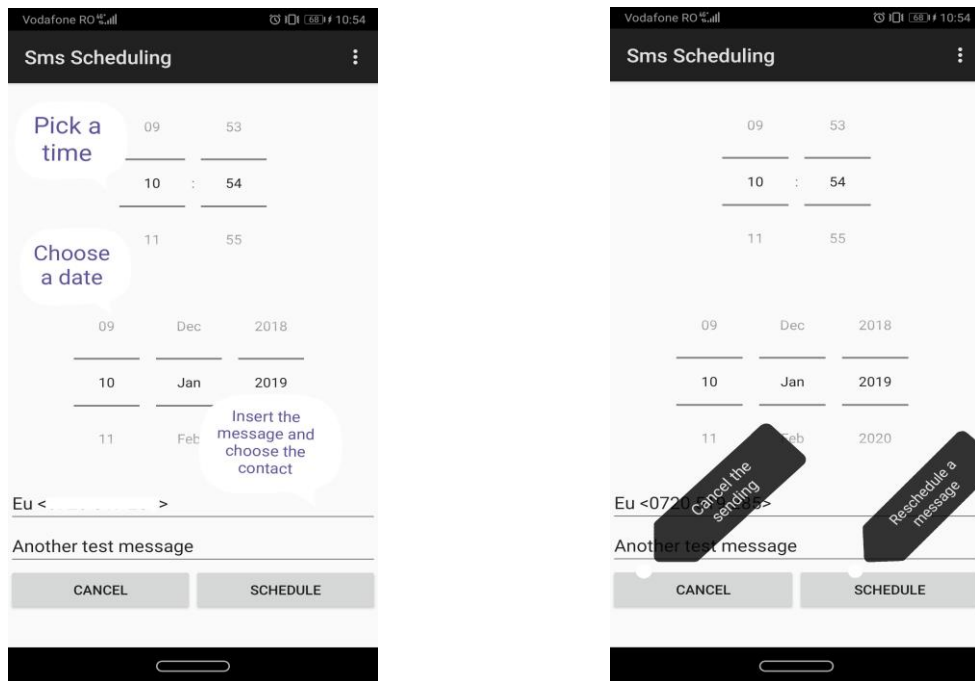 Vodafone RO 68 10:54
Sms Scheduling
Pick a
time
09 53
10 : 54
11 55
Choose
a date
09 Dec 2018
10 Jan 2019
11 Feb
Insert the
message and
choose the
contact
Eu < >
Another test message
CANCEL SCHEDULE
Vodafone RO 68 10:54
Sms Scheduling
09 53
10 : 54
11 55
09 Dec 2018
10 Jan 2019
11 Feb 2020
Cancel the
sending
Reschedule a
message
Eu <0720
Another test message
CANCEL SCHEDULE